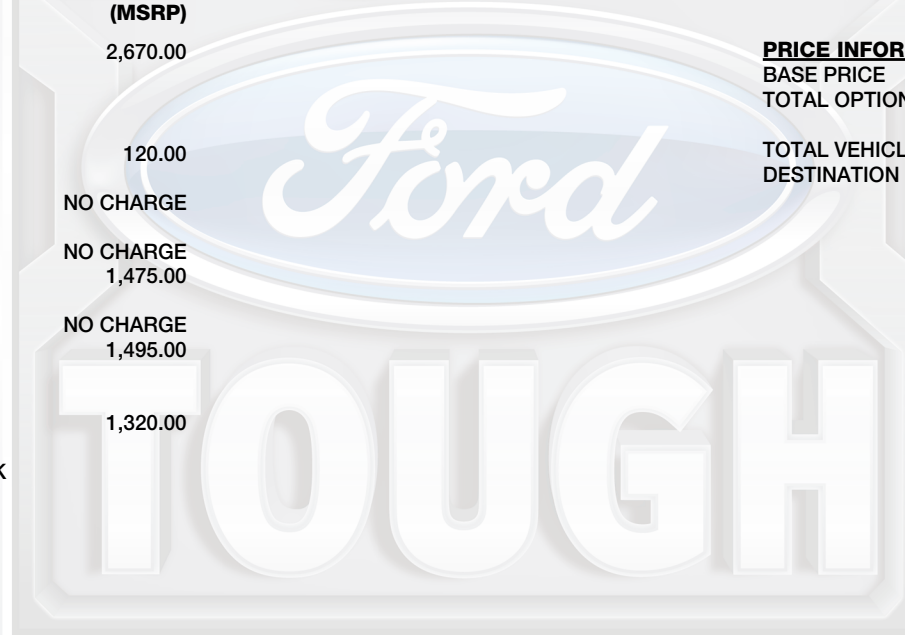 (MSRP)
2,670.00
120.00
NO CHARGE
NO CHARGE
1,475.00
NO CHARGE
1,495.00
1,320.00
K
PRICE INFOR
BASE PRICE
TOTAL OPTION
TOTAL VEHICL
DESTINATION
Ford
TOUGH